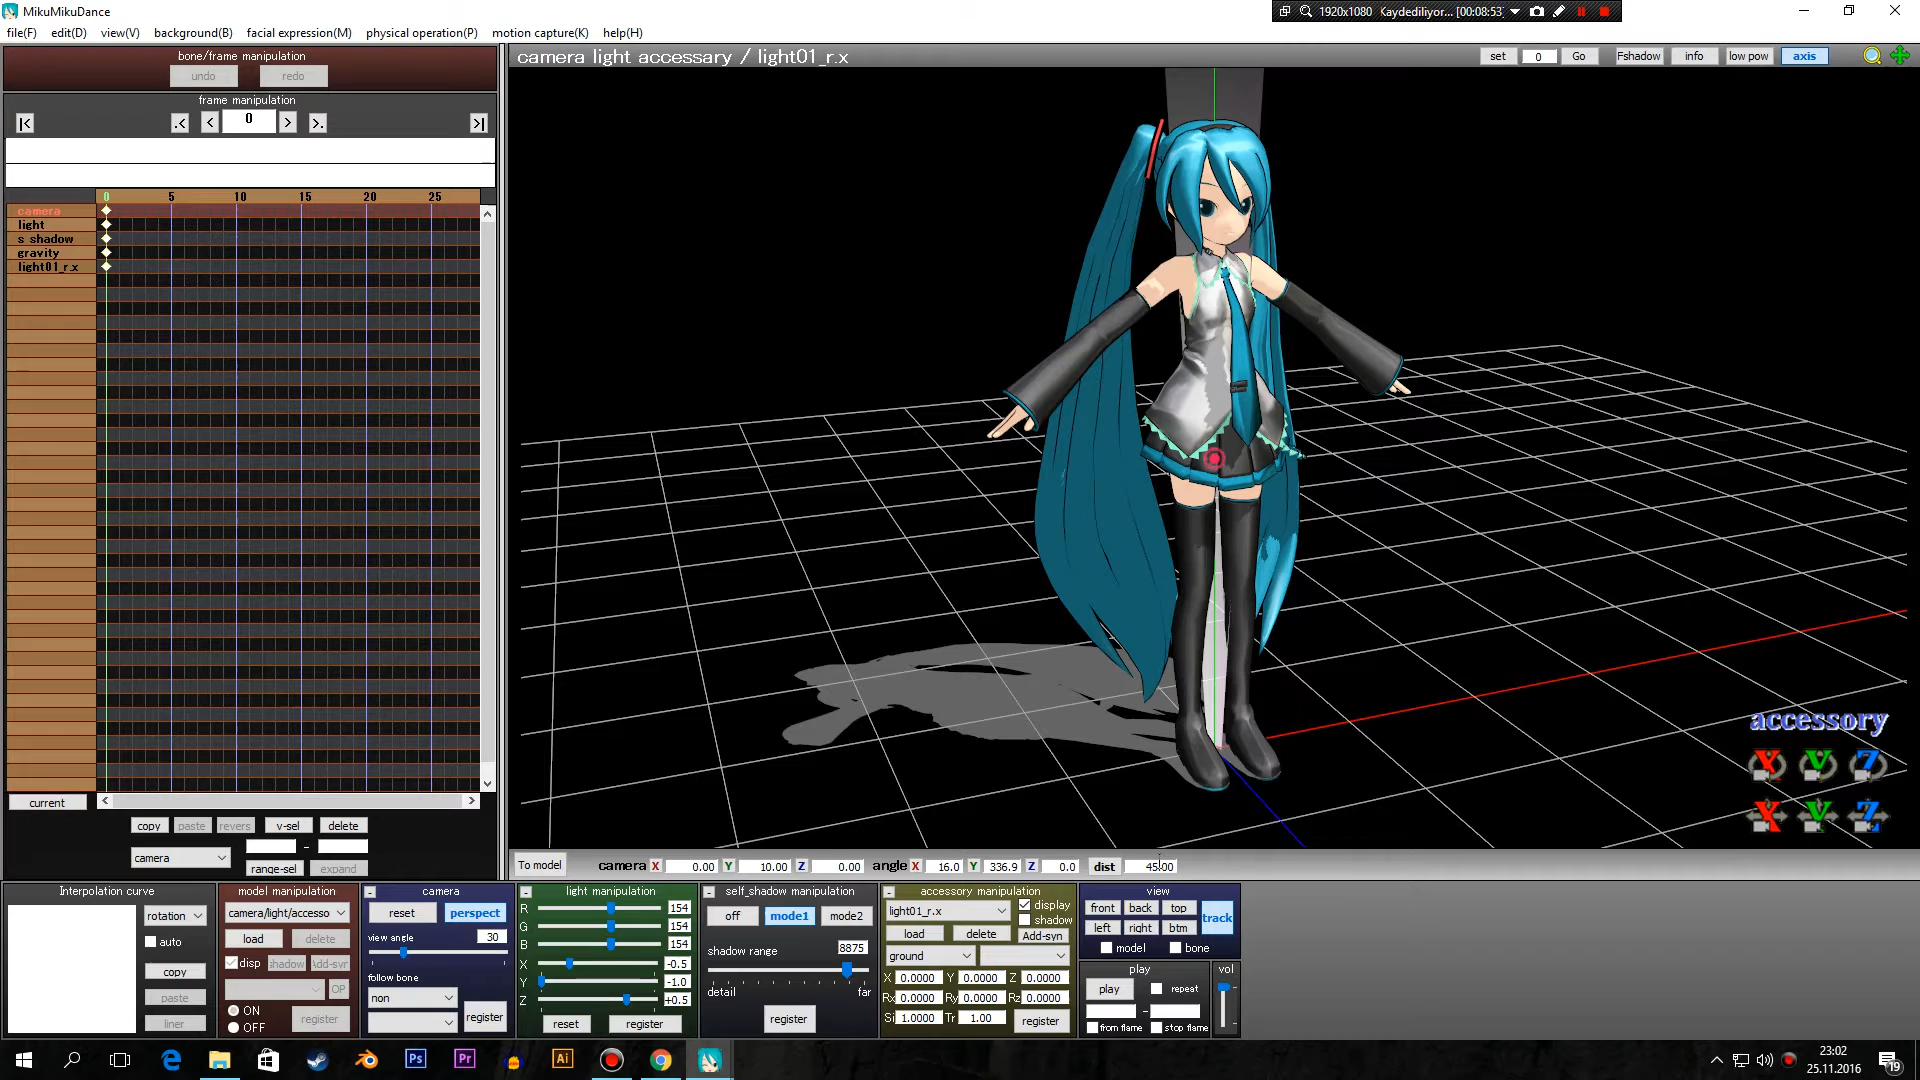 MikuMikuDance
1920x1080 Kaydediliyor... [00:08:53]
file(F) edit(D) view(V) background(B) facial expression(M) physical operation(P) motion capture(K) help(H)
bone/frame manipulation
undo redo
frame manipulation
|< .< < 0 > >. >|
camera light accessary / light01_r.x
set 0 Go Fshadow info low pow axis
0 5 10 15 20 25
camera
light
s shadow
gravity
light01_r.x
accessory
X Y Z
X Y Z
current
copy paste revers v-sel delete
camera -
range-sel expand
To model camera X 0.00 Y 10.00 Z 0.00 angle X 16.0 Y 336.9 Z 0.0 dist 45.00
Interpolation curve
rotation
auto
copy
paste
liner
model manipulation
camera/light/accesso
load delete
disp shadow Add-syn
OP
ON
OFF
register
camera
reset perspect
view angle 30
follow bone
non
register
light manipulation
R 154
G 154
B 154
X -0.5
Y -1.0
Z +0.5
reset register
self_shadow manipulation
off mode1 mode2
shadow range 8875
detail far
register
accessory manipulation
light01_r.x display
shadow
load delete Add-syn
ground
X 0.0000 Y 0.0000 Z 0.0000
Rx 0.0000 Ry 0.0000 Rz 0.0000
Si 1.0000 Tr 1.00 register
view
front back top
left right btm
track
model bone
play
play repeat
-
from flame stop flame
vol
Ps Pr Ai
23:02
25.11.2016
19